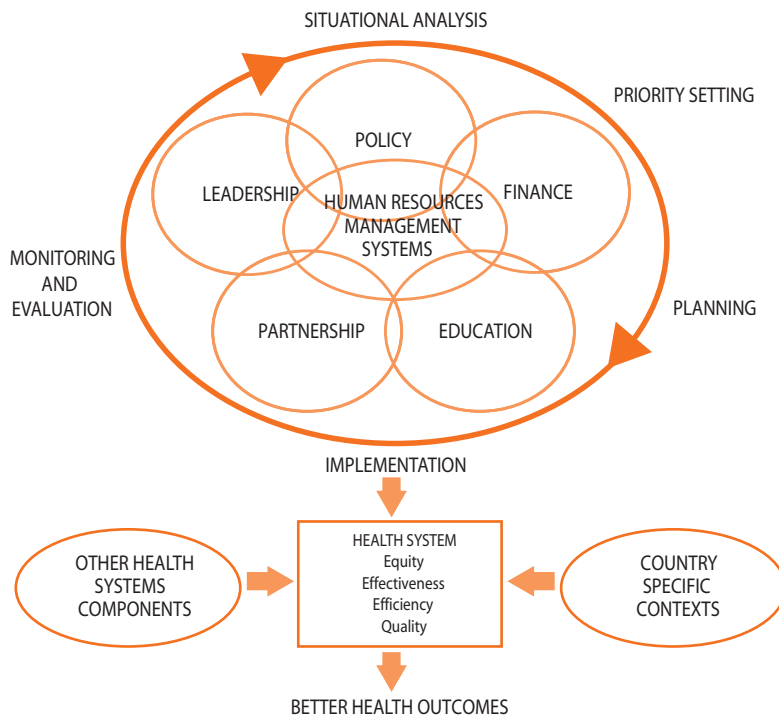 SITUATIONAL ANALYSIS
PRIORITY SETTING
POLICY
LEADERSHIP
FINANCE
HUMAN RESOURCES
MANAGEMENT
SYSTEMS
MONITORING
AND
EVALUATION
PLANNING
PARTNERSHIP
EDUCATION
IMPLEMENTATION
OTHER HEALTH
SYSTEMS
COMPONENTS
HEALTH SYSTEM
Equity
Effectiveness
Efficiency
Quality
COUNTRY
SPECIFIC
CONTEXTS
BETTER HEALTH OUTCOMES